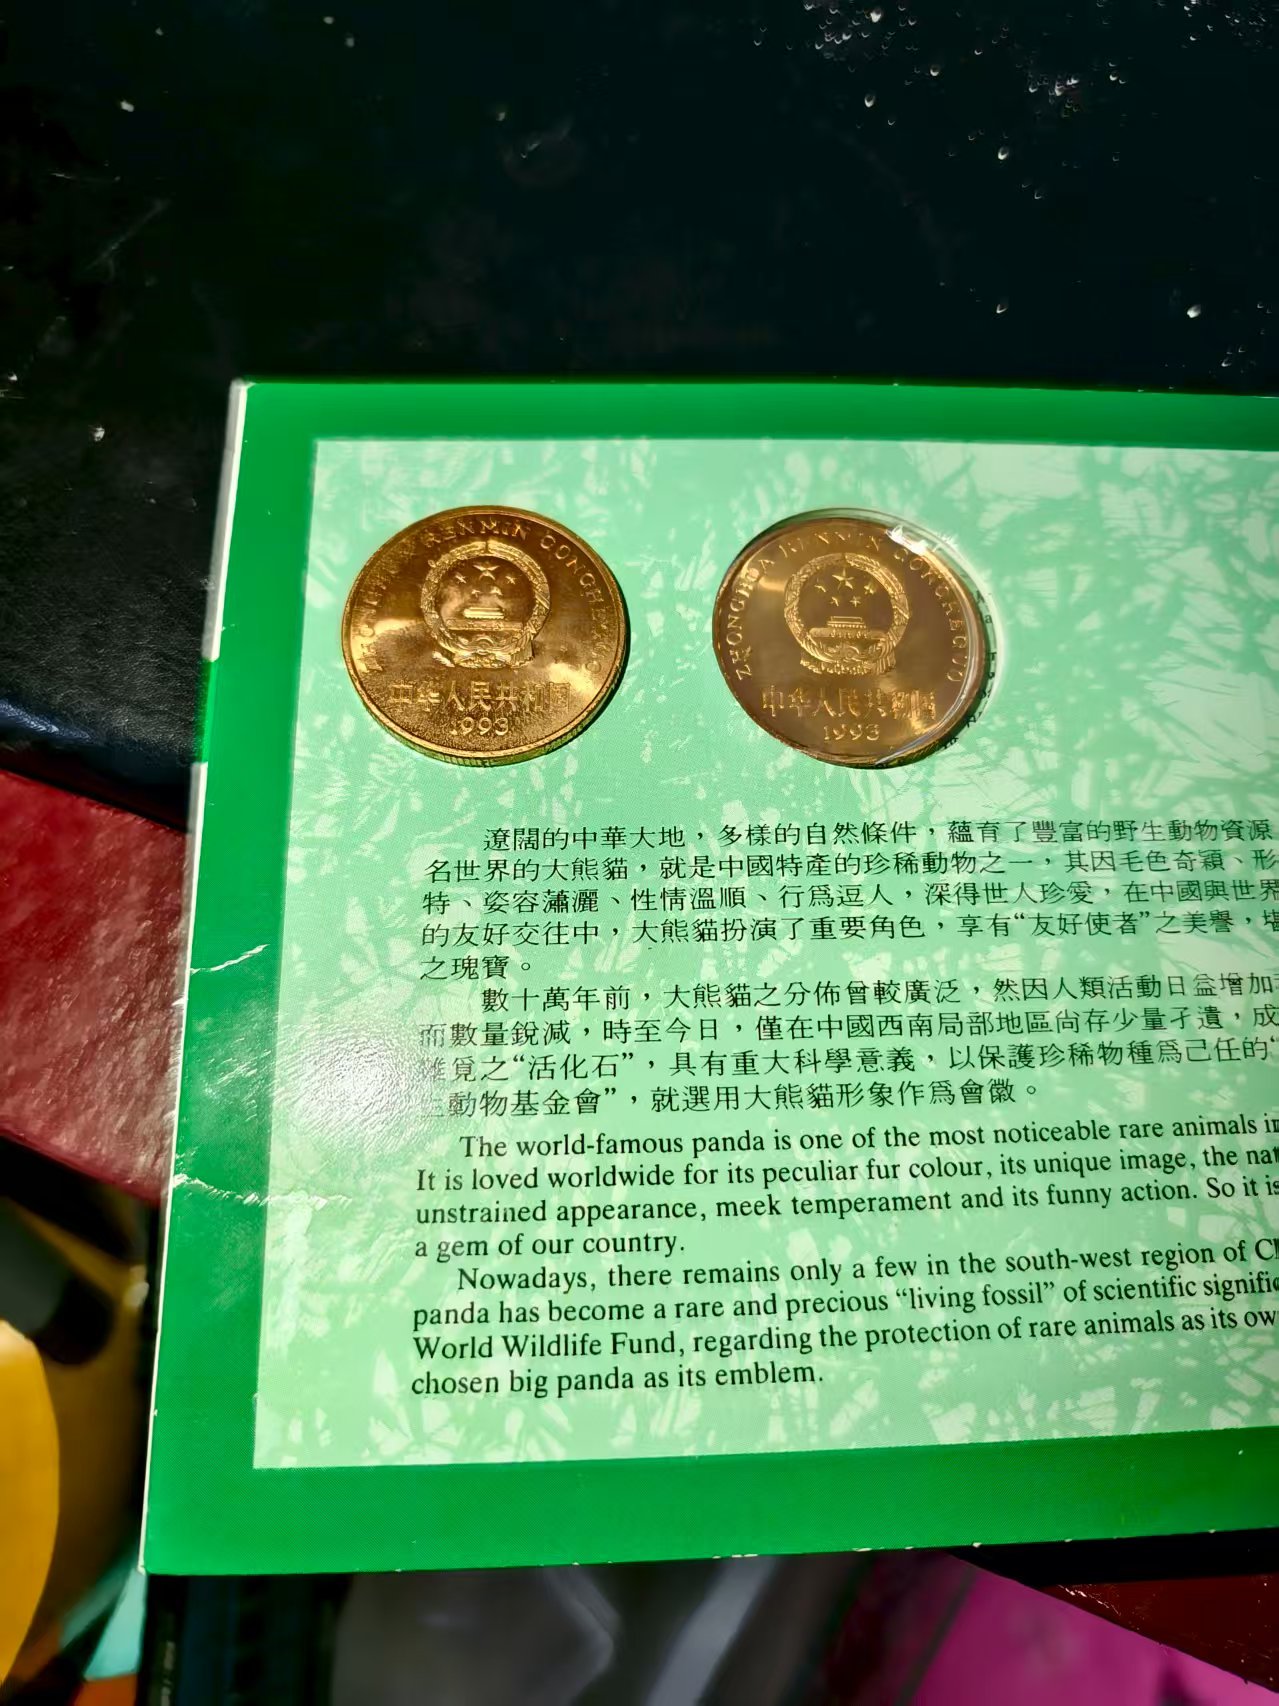 ZHONGHUA RENMIN GONGHEGUO
中华人民共和国
1993
ZHONGHUA RENMIN GONGHEGUO
中华人民共和国
1993
遼闊的中華大地，多樣的自然條件，蘊育了豐富的野生動物資源
名世界的大熊貓，就是中國特產的珍稀動物之一，其因毛色奇穎、形
特、姿容瀟灑、性情溫順、行爲逗人，深得世人珍愛，在中國與世界
的友好交往中，大熊貓扮演了重要角色，享有“友好使者”之美譽，堪
之瑰寶。
數十萬年前，大熊貓之分佈曾較廣泛，然因人類活動日益增加
而數量銳減，時至今日，僅在中國西南局部地區尚存少量孑遺，成
難覓之“活化石”，具有重大科學意義，以保護珍稀物種爲己任的“
生動物基金會”，就選用大熊貓形象作爲會徽。
The world-famous panda is one of the most noticeable rare animals in
It is loved worldwide for its peculiar fur colour, its unique image, the nat
unstrained appearance, meek temperament and its funny action. So it is
a gem of our country.
Nowadays, there remains only a few in the south-west region of Ch
panda has become a rare and precious “living fossil” of scientific signific
World Wildlife Fund, regarding the protection of rare animals as its ow
chosen big panda as its emblem.